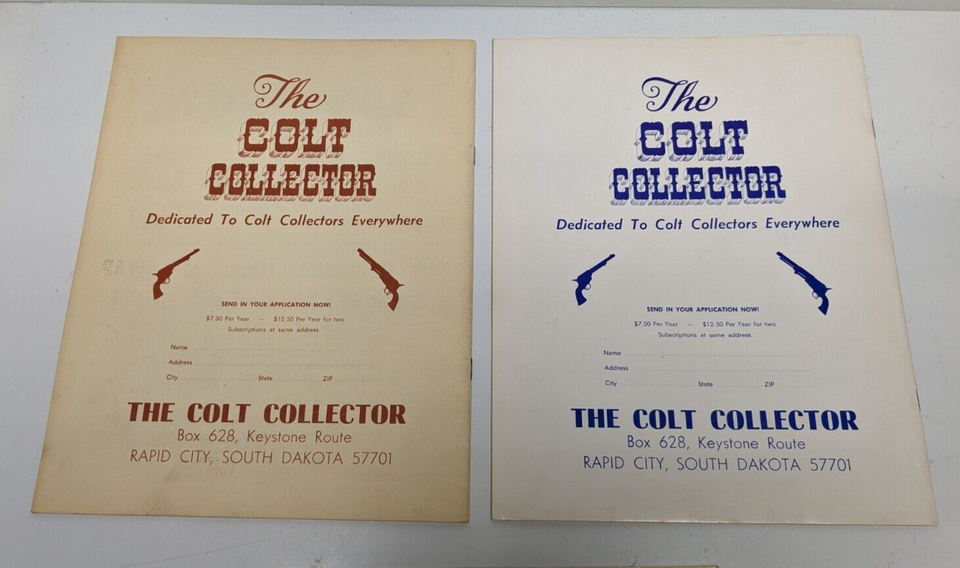 The
COLT
COLLECTOR
Dedicated To Colt Collectors Everywhere
SEND IN YOUR APPLICATION NOW!
$7.50 Per Year — $12.50 Per Year for two
Subscriptions at same address.
Name
Address
City State ZIP
THE COLT COLLECTOR
Box 628, Keystone Route
RAPID CITY, SOUTH DAKOTA 57701
The
COLT
COLLECTOR
Dedicated To Colt Collectors Everywhere
SEND IN YOUR APPLICATION NOW!
$7.50 Per Year — $12.50 Per Year for two
Subscriptions at same address.
Name
Address
City State ZIP
THE COLT COLLECTOR
Box 628, Keystone Route
RAPID CITY, SOUTH DAKOTA 57701